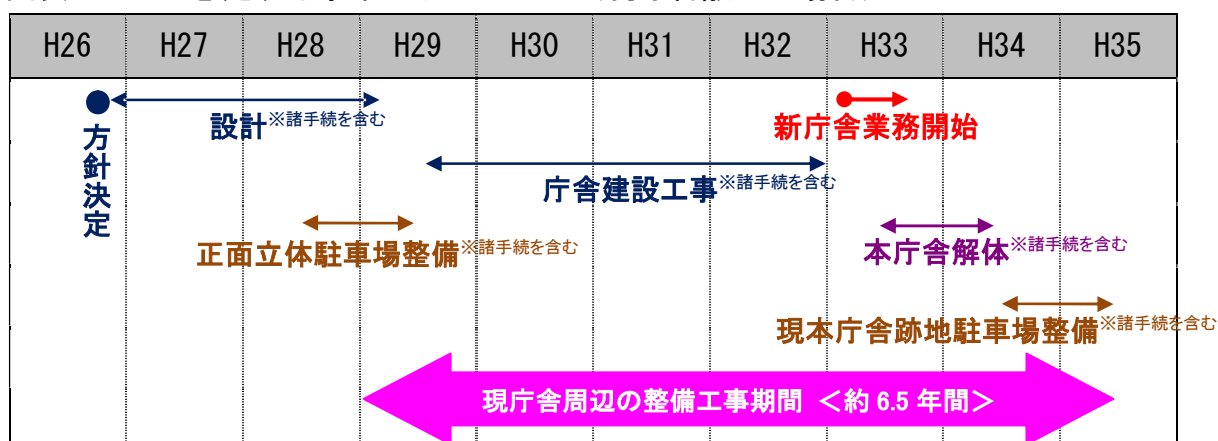 H26 H27 H28 H29 H30 H31 H32 H33 H34 H35
方針決定
設計※諸手続を含む
新庁舎業務開始
庁舎建設工事※諸手続を含む
正面立体駐車場整備※諸手続を含む
本庁舎解体※諸手続を含む
現本庁舎跡地駐車場整備※諸手続を含む
現庁舎周辺の整備工事期間 <約 6.5 年間>